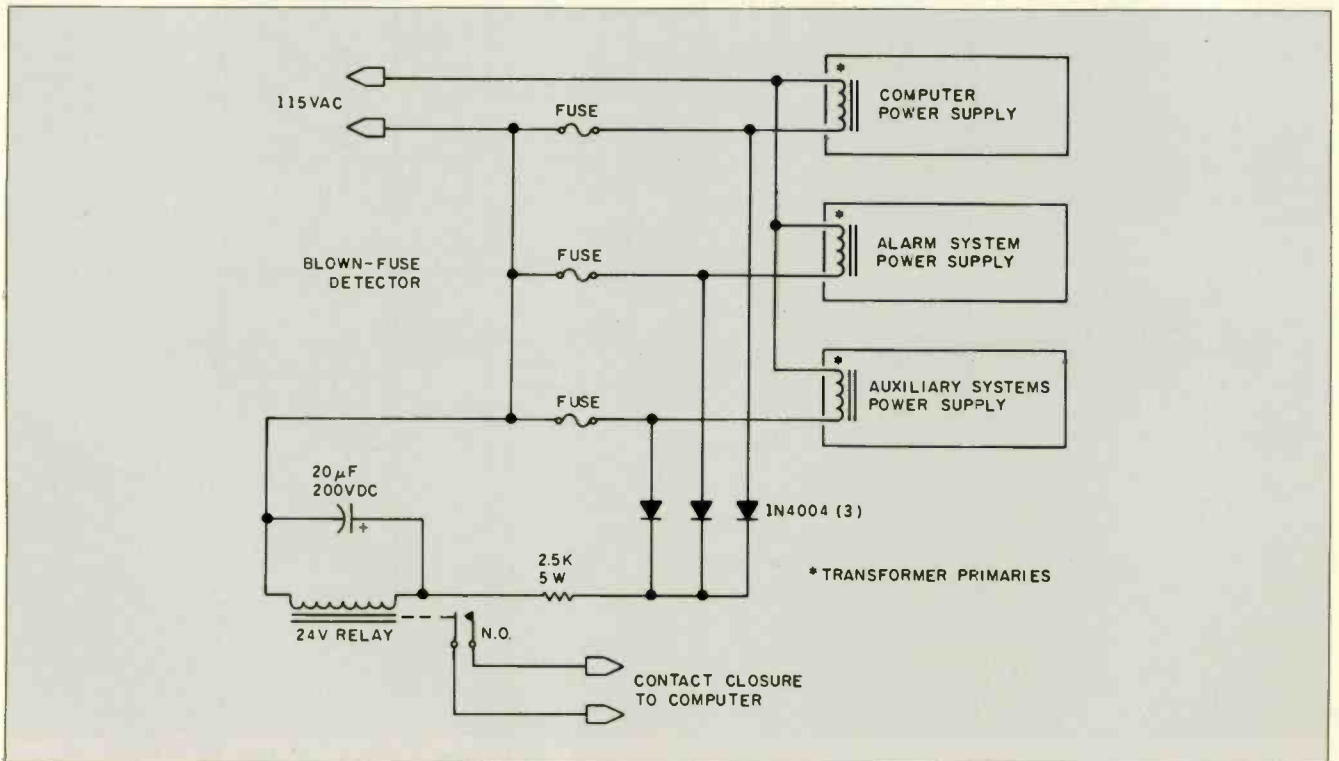 115VAC
FUSE
*
COMPUTER
POWER SUPPLY
BLOWN-FUSE
DETECTOR
FUSE
*
ALARM SYSTEM
POWER SUPPLY
FUSE
*
AUXILIARY SYSTEMS
POWER SUPPLY
20µF
200VDC
+
1N4004 (3)
2.5K
5W
* TRANSFORMER PRIMARIES
24V RELAY
N.O.
CONTACT CLOSURE
TO COMPUTER